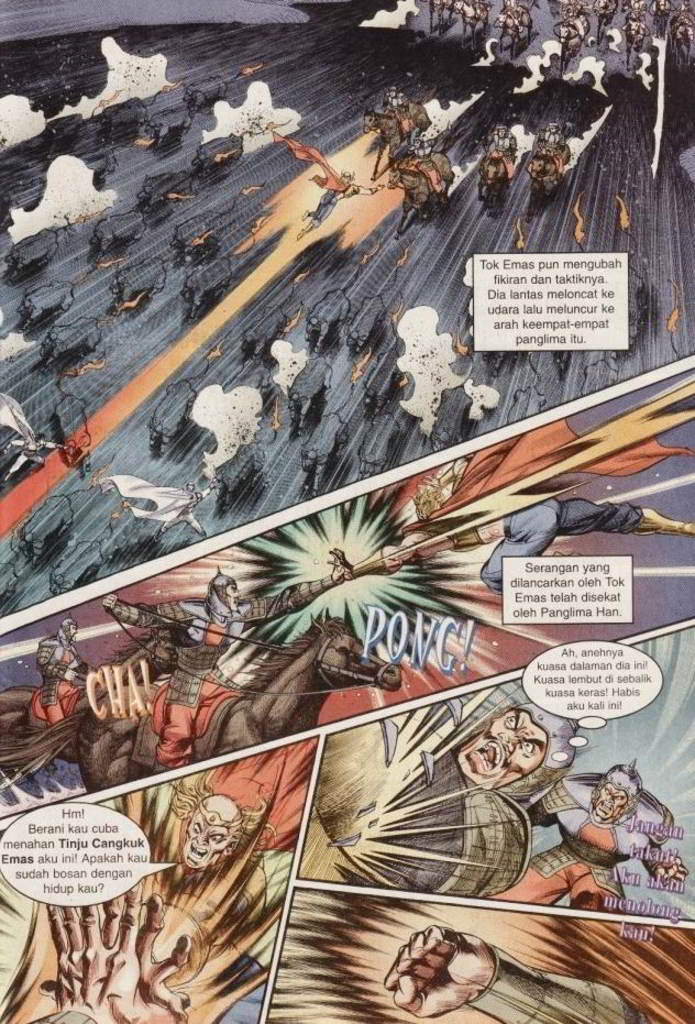 Tok Emas pun mengubah
fikiran dan taktiknya.
Dia lantas meloncat ke
udara lalu meluncur ke
arah keempat-empat
panglima itu.
Serangan yang
dilancarkan oleh Tok
Emas telah disekat
oleh Panglima Han.
PONG!
CHA!
Ah, anehnya
kuasa dalaman dia ini!
Kuasa lembut di sebalik
kuasa keras! Habis
aku kali ini!
Hm!
Berani kau cuba
menahan Tinju Cangkuk
Emas aku ini! Apakah kau
sudah bosan dengan
hidup kau?
Jangan
takut!
Aku akan
menolong
kau!